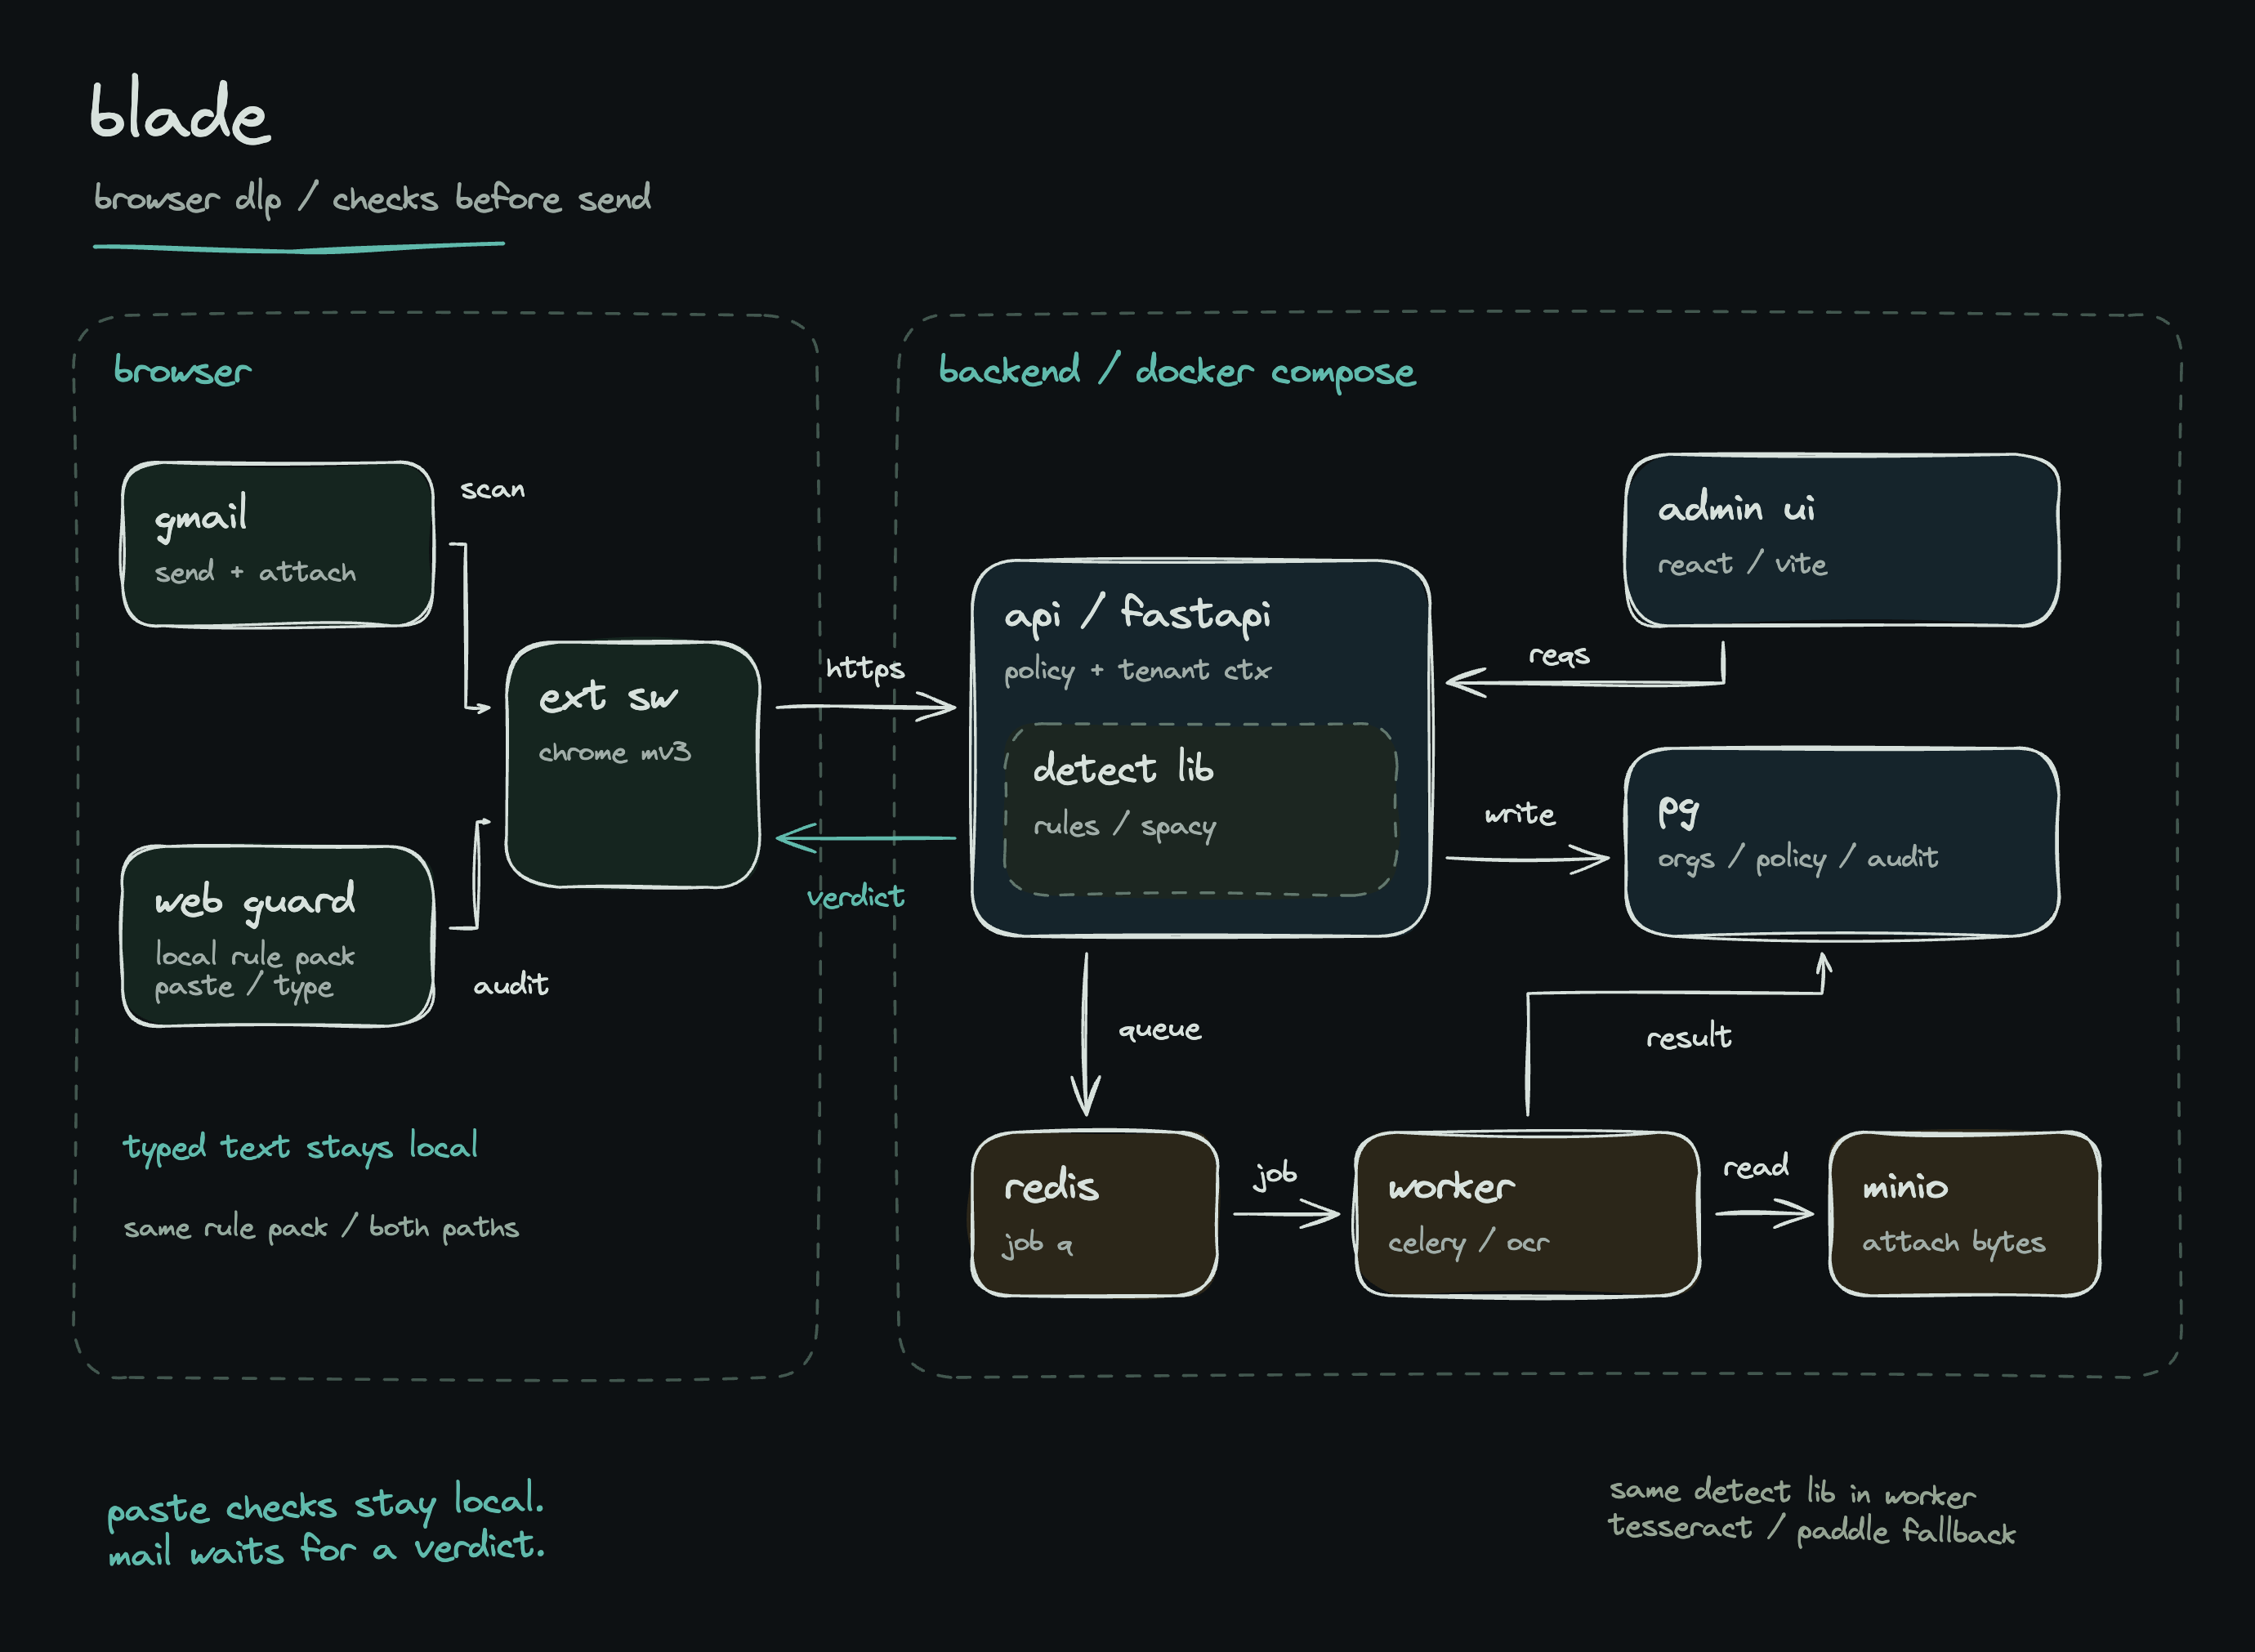 blade
browser dlp / checks before send
browser
gmail
send + attach
scan
ext sw
chrome mv3
web guard
local rule pack
paste / type
audit
typed text stays local
same rule pack / both paths
https
verdict
backend / docker compose
api / fastapi
policy + tenant ctx
detect lib
rules / spacy
admin ui
react / vite
reqs
write
pg
orgs / policy / audit
queue
result
redis
job q
job
worker
celery / ocr
read
minio
attach bytes
paste checks stay local.
mail waits for a verdict.
same detect lib in worker
tesseract / paddle fallback